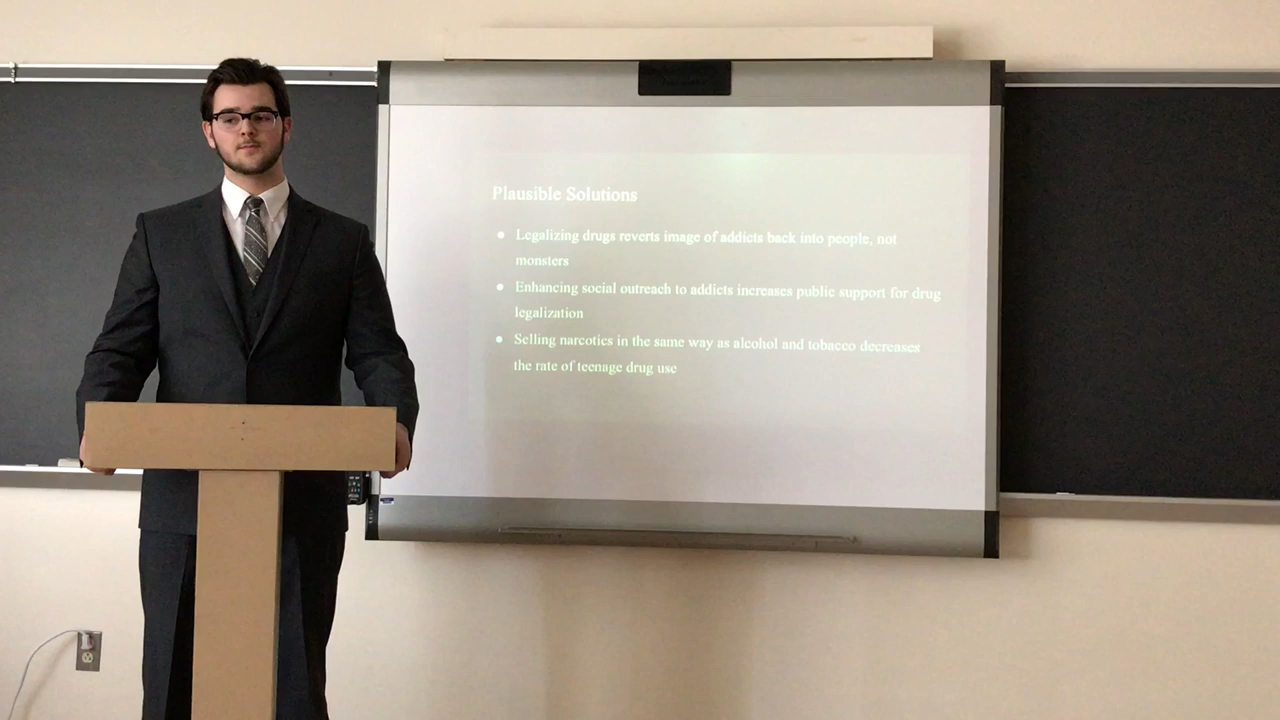 Plausible Solutions
● Legalizing drugs reverts image of addicts back into people, not
monsters
● Enhancing social outreach to addicts increases public support for drug
legalization
● Selling narcotics in the same way as alcohol and tobacco decreases
the rate of teenage drug use